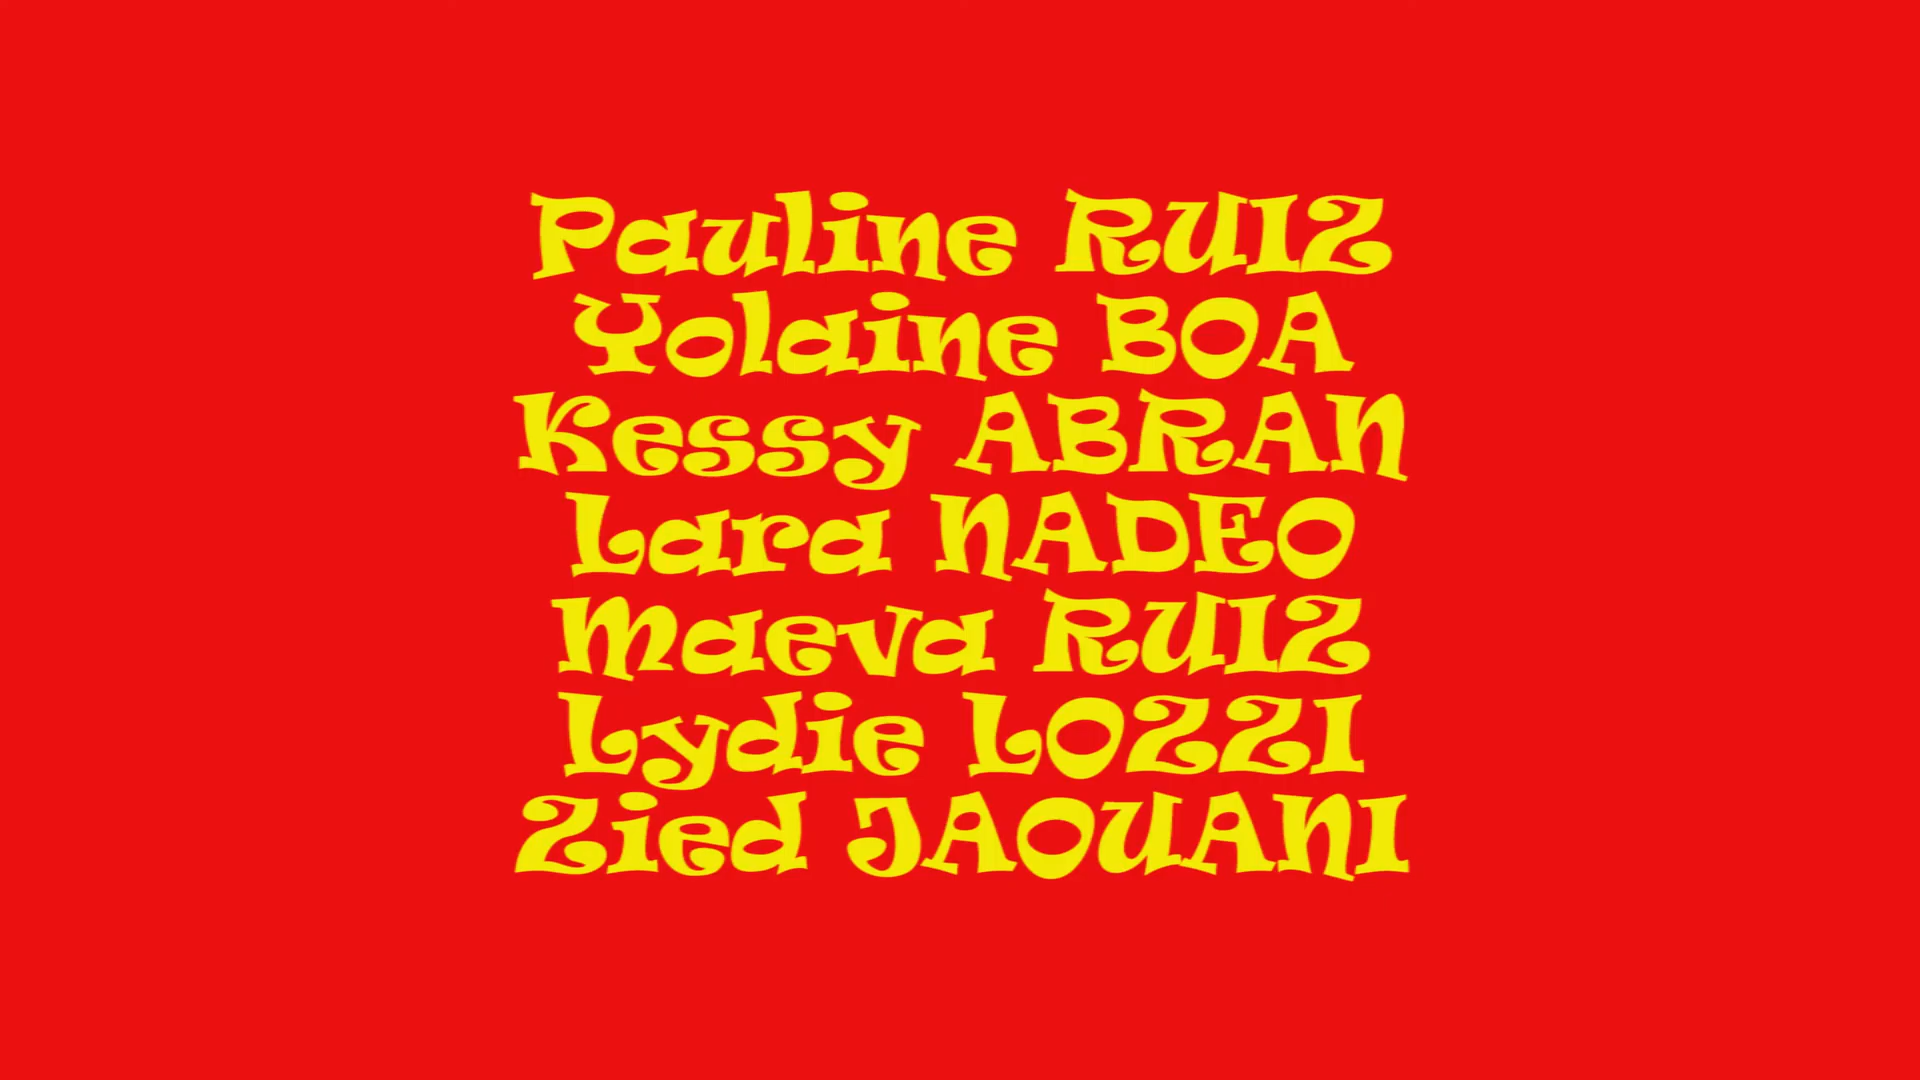 Pauline RUIZ
Yolaine BOA
Kessy ABRAN
Lara NADEO
Maeva RUIZ
Lydie LOZZI
Zied JAOUANI